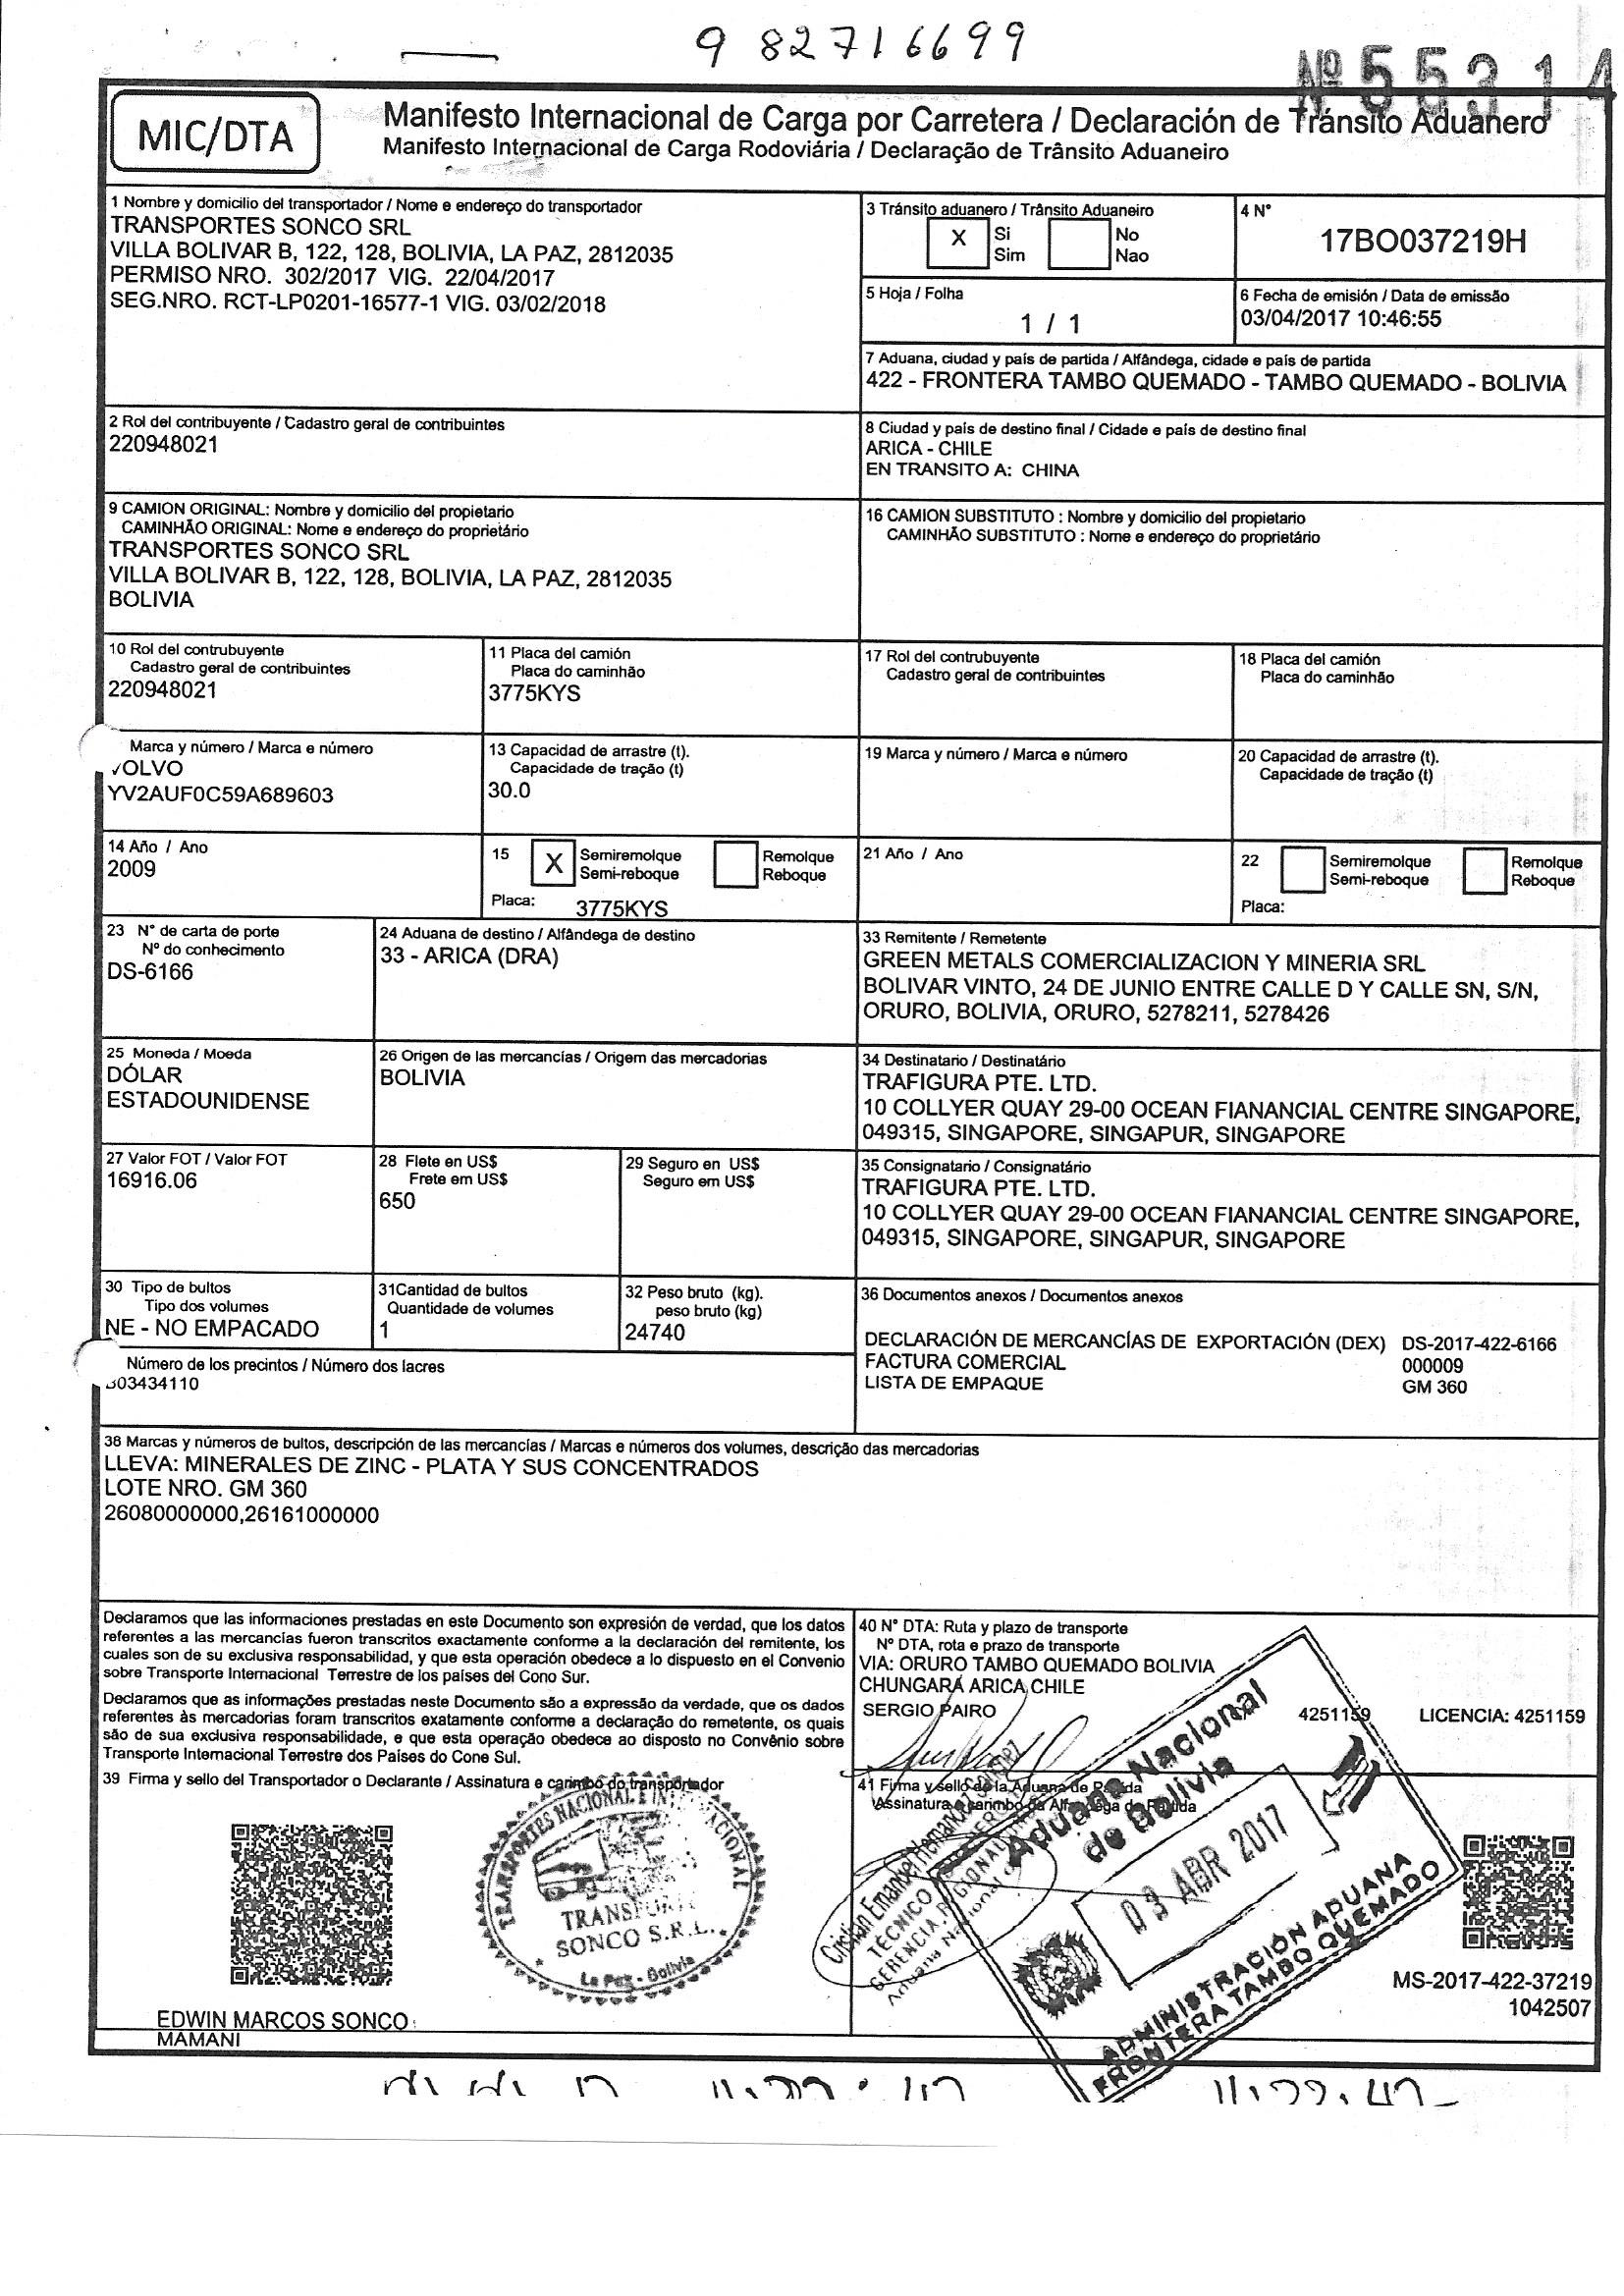 9 82716699
Nº 55314
MIC/DTA
Manifesto Internacional de Carga por Carretera / Declaración de Tránsito Aduanero
Manifesto Internacional de Carga Rodoviária / Declaração de Trânsito Aduaneiro
1 Nombre y domicilio del transportador / Nome e endereço do transportador
TRANSPORTES SONCO SRL
VILLA BOLIVAR B, 122, 128, BOLIVIA, LA PAZ, 2812035
PERMISO NRO. 302/2017 VIG. 22/04/2017
SEG.NRO. RCT-LP0201-16577-1 VIG. 03/02/2018
3 Tránsito aduanero / Trânsito Aduaneiro
X Si No
Sim Nao
4 N°
17BO037219H
5 Hoja / Folha
1 / 1
6 Fecha de emisión / Data de emissão
03/04/2017 10:46:55
7 Aduana, ciudad y país de partida / Alfândega, cidade e país de partida
422 - FRONTERA TAMBO QUEMADO - TAMBO QUEMADO - BOLIVIA
2 Rol del contribuyente / Cadastro geral de contribuintes
220948021
8 Ciudad y país de destino final / Cidade e país de destino final
ARICA - CHILE
EN TRANSITO A: CHINA
9 CAMION ORIGINAL: Nombre y domicilio del propietario
CAMINHÃO ORIGINAL: Nome e endereço do proprietário
TRANSPORTES SONCO SRL
VILLA BOLIVAR B, 122, 128, BOLIVIA, LA PAZ, 2812035
BOLIVIA
16 CAMION SUBSTITUTO : Nombre y domicilio del propietario
CAMINHÃO SUBSTITUTO : Nome e endereço do proprietário
10 Rol del contrubuyente
Cadastro geral de contribuintes
220948021
11 Placa del camión
Placa do caminhão
3775KYS
17 Rol del contrubuyente
Cadastro geral de contribuintes
18 Placa del camión
Placa do caminhão
Marca y número / Marca e número
VOLVO
YV2AUF0C59A689603
13 Capacidad de arrastre (t).
Capacidade de tração (t)
30.0
19 Marca y número / Marca e número
20 Capacidad de arrastre (t).
Capacidade de tração (t)
14 Año / Ano
2009
15 X Semiremolque Remolque
Semi-reboque Reboque
Placa: 3775KYS
21 Año / Ano
22 Semiremolque Remolque
Semi-reboque Reboque
Placa:
23 N° de carta de porte
Nº do conhecimento
DS-6166
24 Aduana de destino / Alfândega de destino
33 - ARICA (DRA)
33 Remitente / Remetente
GREEN METALS COMERCIALIZACION Y MINERIA SRL
BOLIVAR VINTO, 24 DE JUNIO ENTRE CALLE D Y CALLE SN, S/N,
ORURO, BOLIVIA, ORURO, 5278211, 5278426
25 Moneda / Moeda
DÓLAR
ESTADOUNIDENSE
26 Origen de las mercancías / Origem das mercadorias
BOLIVIA
34 Destinatario / Destinatário
TRAFIGURA PTE. LTD.
10 COLLYER QUAY 29-00 OCEAN FIANANCIAL CENTRE SINGAPORE,
049315, SINGAPORE, SINGAPUR, SINGAPORE
27 Valor FOT / Valor FOT
16916.06
28 Flete en US$
Frete em US$
650
29 Seguro en US$
Seguro em US$
35 Consignatario / Consignatário
TRAFIGURA PTE. LTD.
10 COLLYER QUAY 29-00 OCEAN FIANANCIAL CENTRE SINGAPORE,
049315, SINGAPORE, SINGAPUR, SINGAPORE
30 Tipo de bultos
Tipo dos volumes
NE - NO EMPACADO
31Cantidad de bultos
Quantidade de volumes
1
32 Peso bruto (kg).
peso bruto (kg)
24740
36 Documentos anexos / Documentos anexos
DECLARACIÓN DE MERCANCÍAS DE EXPORTACIÓN (DEX) DS-2017-422-6166
FACTURA COMERCIAL 000009
LISTA DE EMPAQUE GM 360
Número de los precintos / Número dos lacres
303434110
38 Marcas y números de bultos, descripción de las mercancías / Marcas e números dos volumes, descrição das mercadorias
LLEVA: MINERALES DE ZINC - PLATA Y SUS CONCENTRADOS
LOTE NRO. GM 360
26080000000,26161000000
Declaramos que las informaciones prestadas en este Documento son expresión de verdad, que los datos
referentes a las mercancías fueron transcritos exactamente conforme a la declaración del remitente, los
cuales son de su exclusiva responsabilidad, y que esta operación obedece a lo dispuesto en el Convenio
sobre Transporte Internacional Terrestre de los países del Cono Sur.
Declaramos que as informações prestadas neste Documento são a expressão da verdade, que os dados
referentes às mercadorias foram transcritos exatamente conforme a declaração do remetente, os quais
são de sua exclusiva responsabilidade, e que esta operação obedece ao disposto no Convênio sobre
Transporte Internacional Terrestre dos Países do Cone Sul.
40 N° DTA: Ruta y plazo de transporte
Nº DTA, rota e prazo de transporte
VIA: ORURO TAMBO QUEMADO BOLIVIA
CHUNGARÁ ARICA CHILE
SERGIO PAIRO 4251159 LICENCIA: 4251159
39 Firma y sello del Transportador o Declarante / Assinatura e carimbo do transportador
TRANSPORTES NACIONAL E INTERNACIONAL
TRANSPORTE
SONCO S.R.L.
La Paz - Bolivia
EDWIN MARCOS SONCO
MAMANI
41 Firma y sello de la Aduana de Partida
Assinatura e carimbo da Alfandega de Partida
Cristian Emanuel Hernandez
TÉCNICO
GERENCIA REGIONAL
Aduana Nacional
Aduana Nacional
de Bolivia
03 ABR 2017
ADMINISTRACIÓN ADUANA
FRONTERA TAMBO QUEMADO
MS-2017-422-37219
1042507